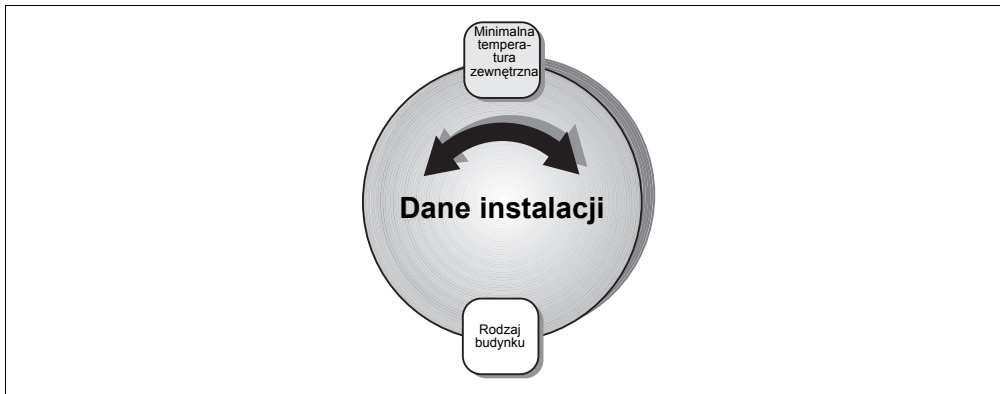 Minimalna
tempera-
tura
zewnętrzna
Dane instalacji
Rodzaj
budynku